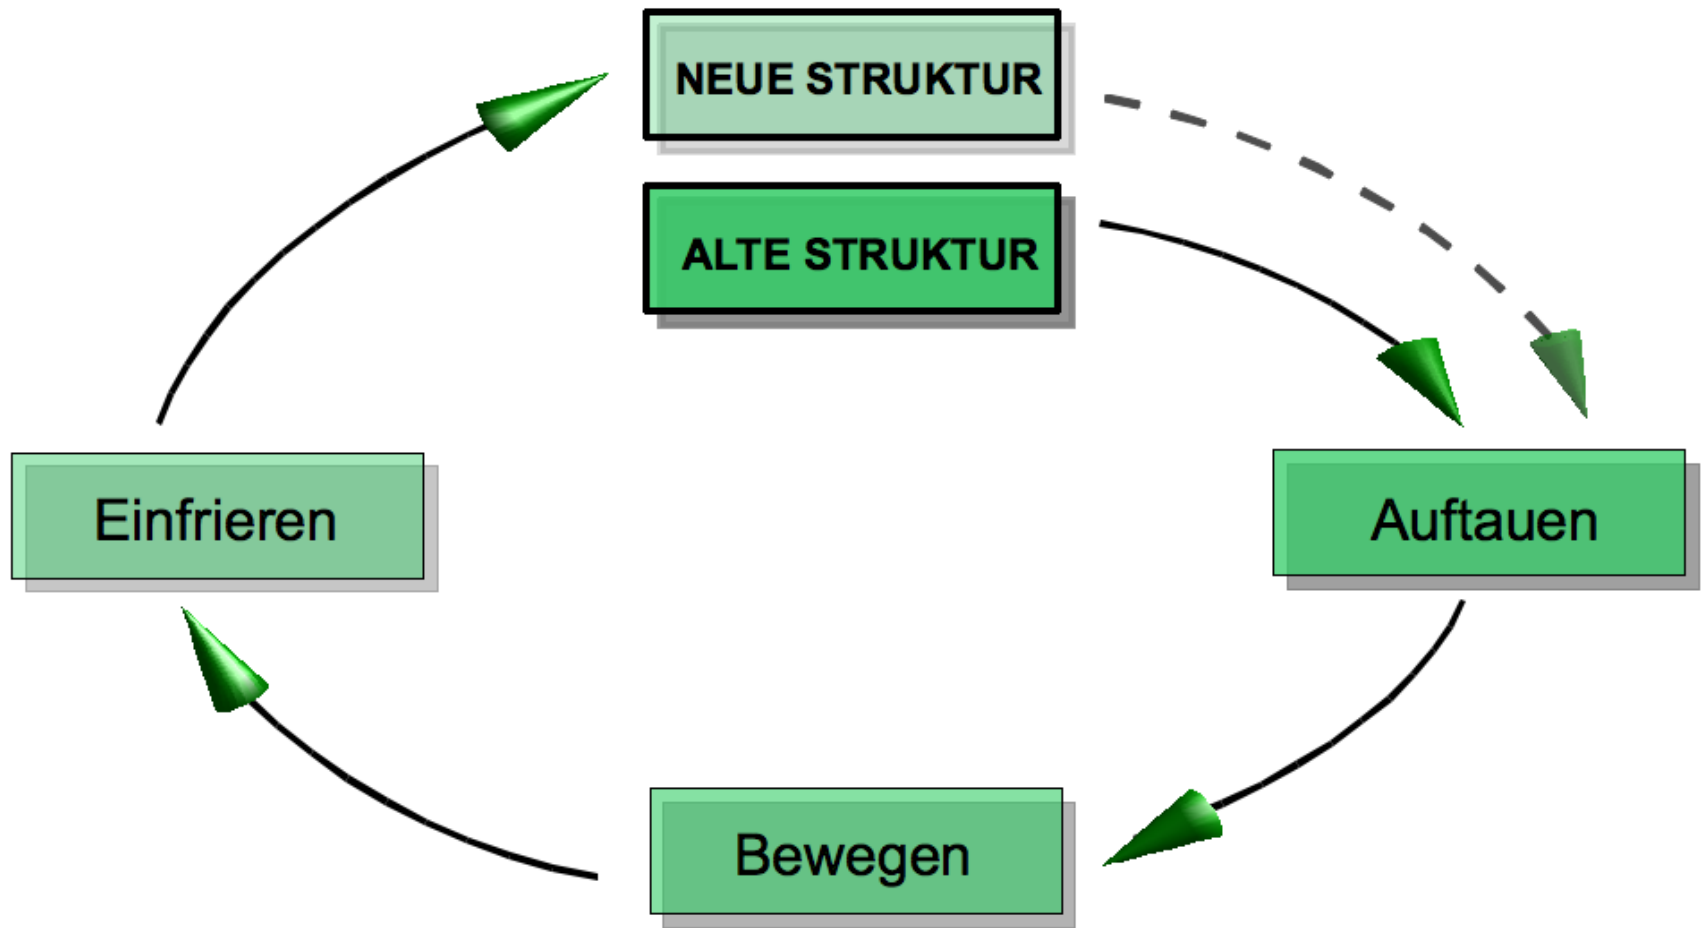 NEUE STRUKTUR
ALTE STRUKTUR
Einfrieren
Auftauen
Bewegen